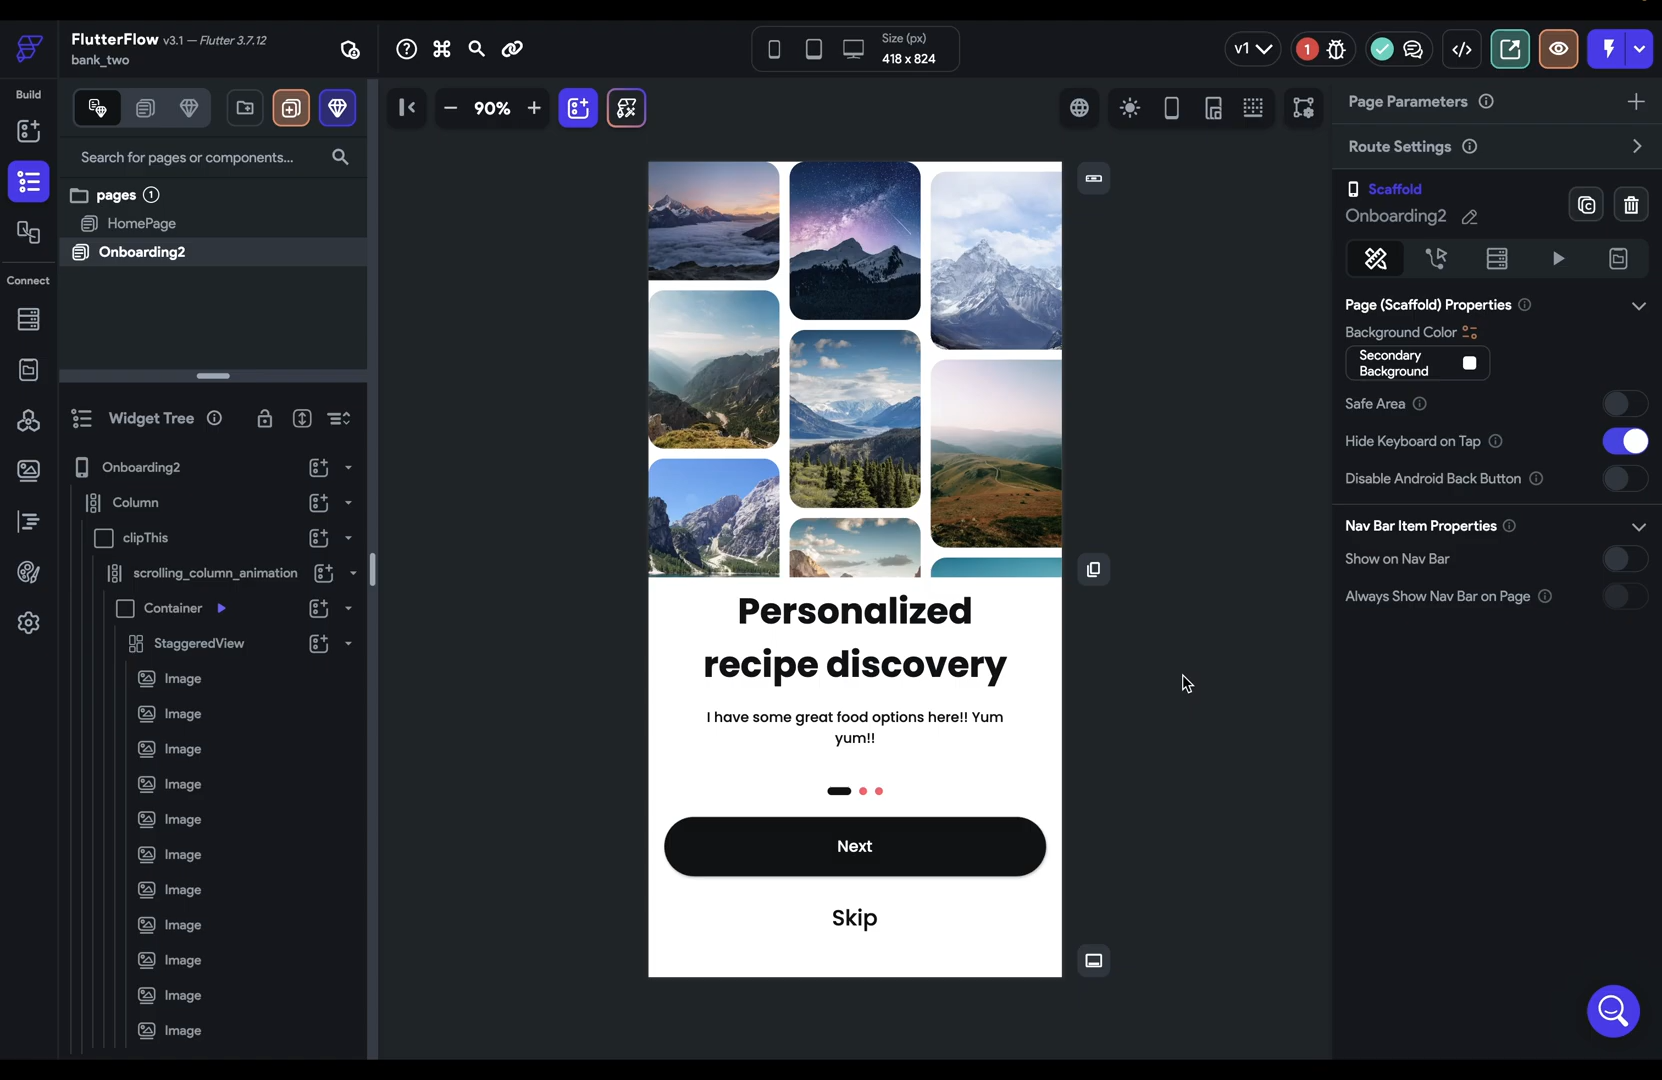 FlutterFlow v3.1 — Flutter 3.7.12
bank_two
Size (px)
418 x 824
v1
1
Build
90%
Page Parameters
Search for pages or components...
Route Settings
pages 1
HomePage
Onboarding2
Connect
Scaffold
Onboarding2
Page (Scaffold) Properties
Background Color
Secondary
Background
Safe Area
Hide Keyboard on Tap
Disable Android Back Button
Nav Bar Item Properties
Show on Nav Bar
Always Show Nav Bar on Page
Widget Tree
Onboarding2
Column
clipThis
scrolling_column_animation
Container
StaggeredView
Image
Image
Image
Image
Image
Image
Image
Image
Image
Image
Image
Personalized
recipe discovery
I have some great food options here!! Yum
yum!!
Next
Skip